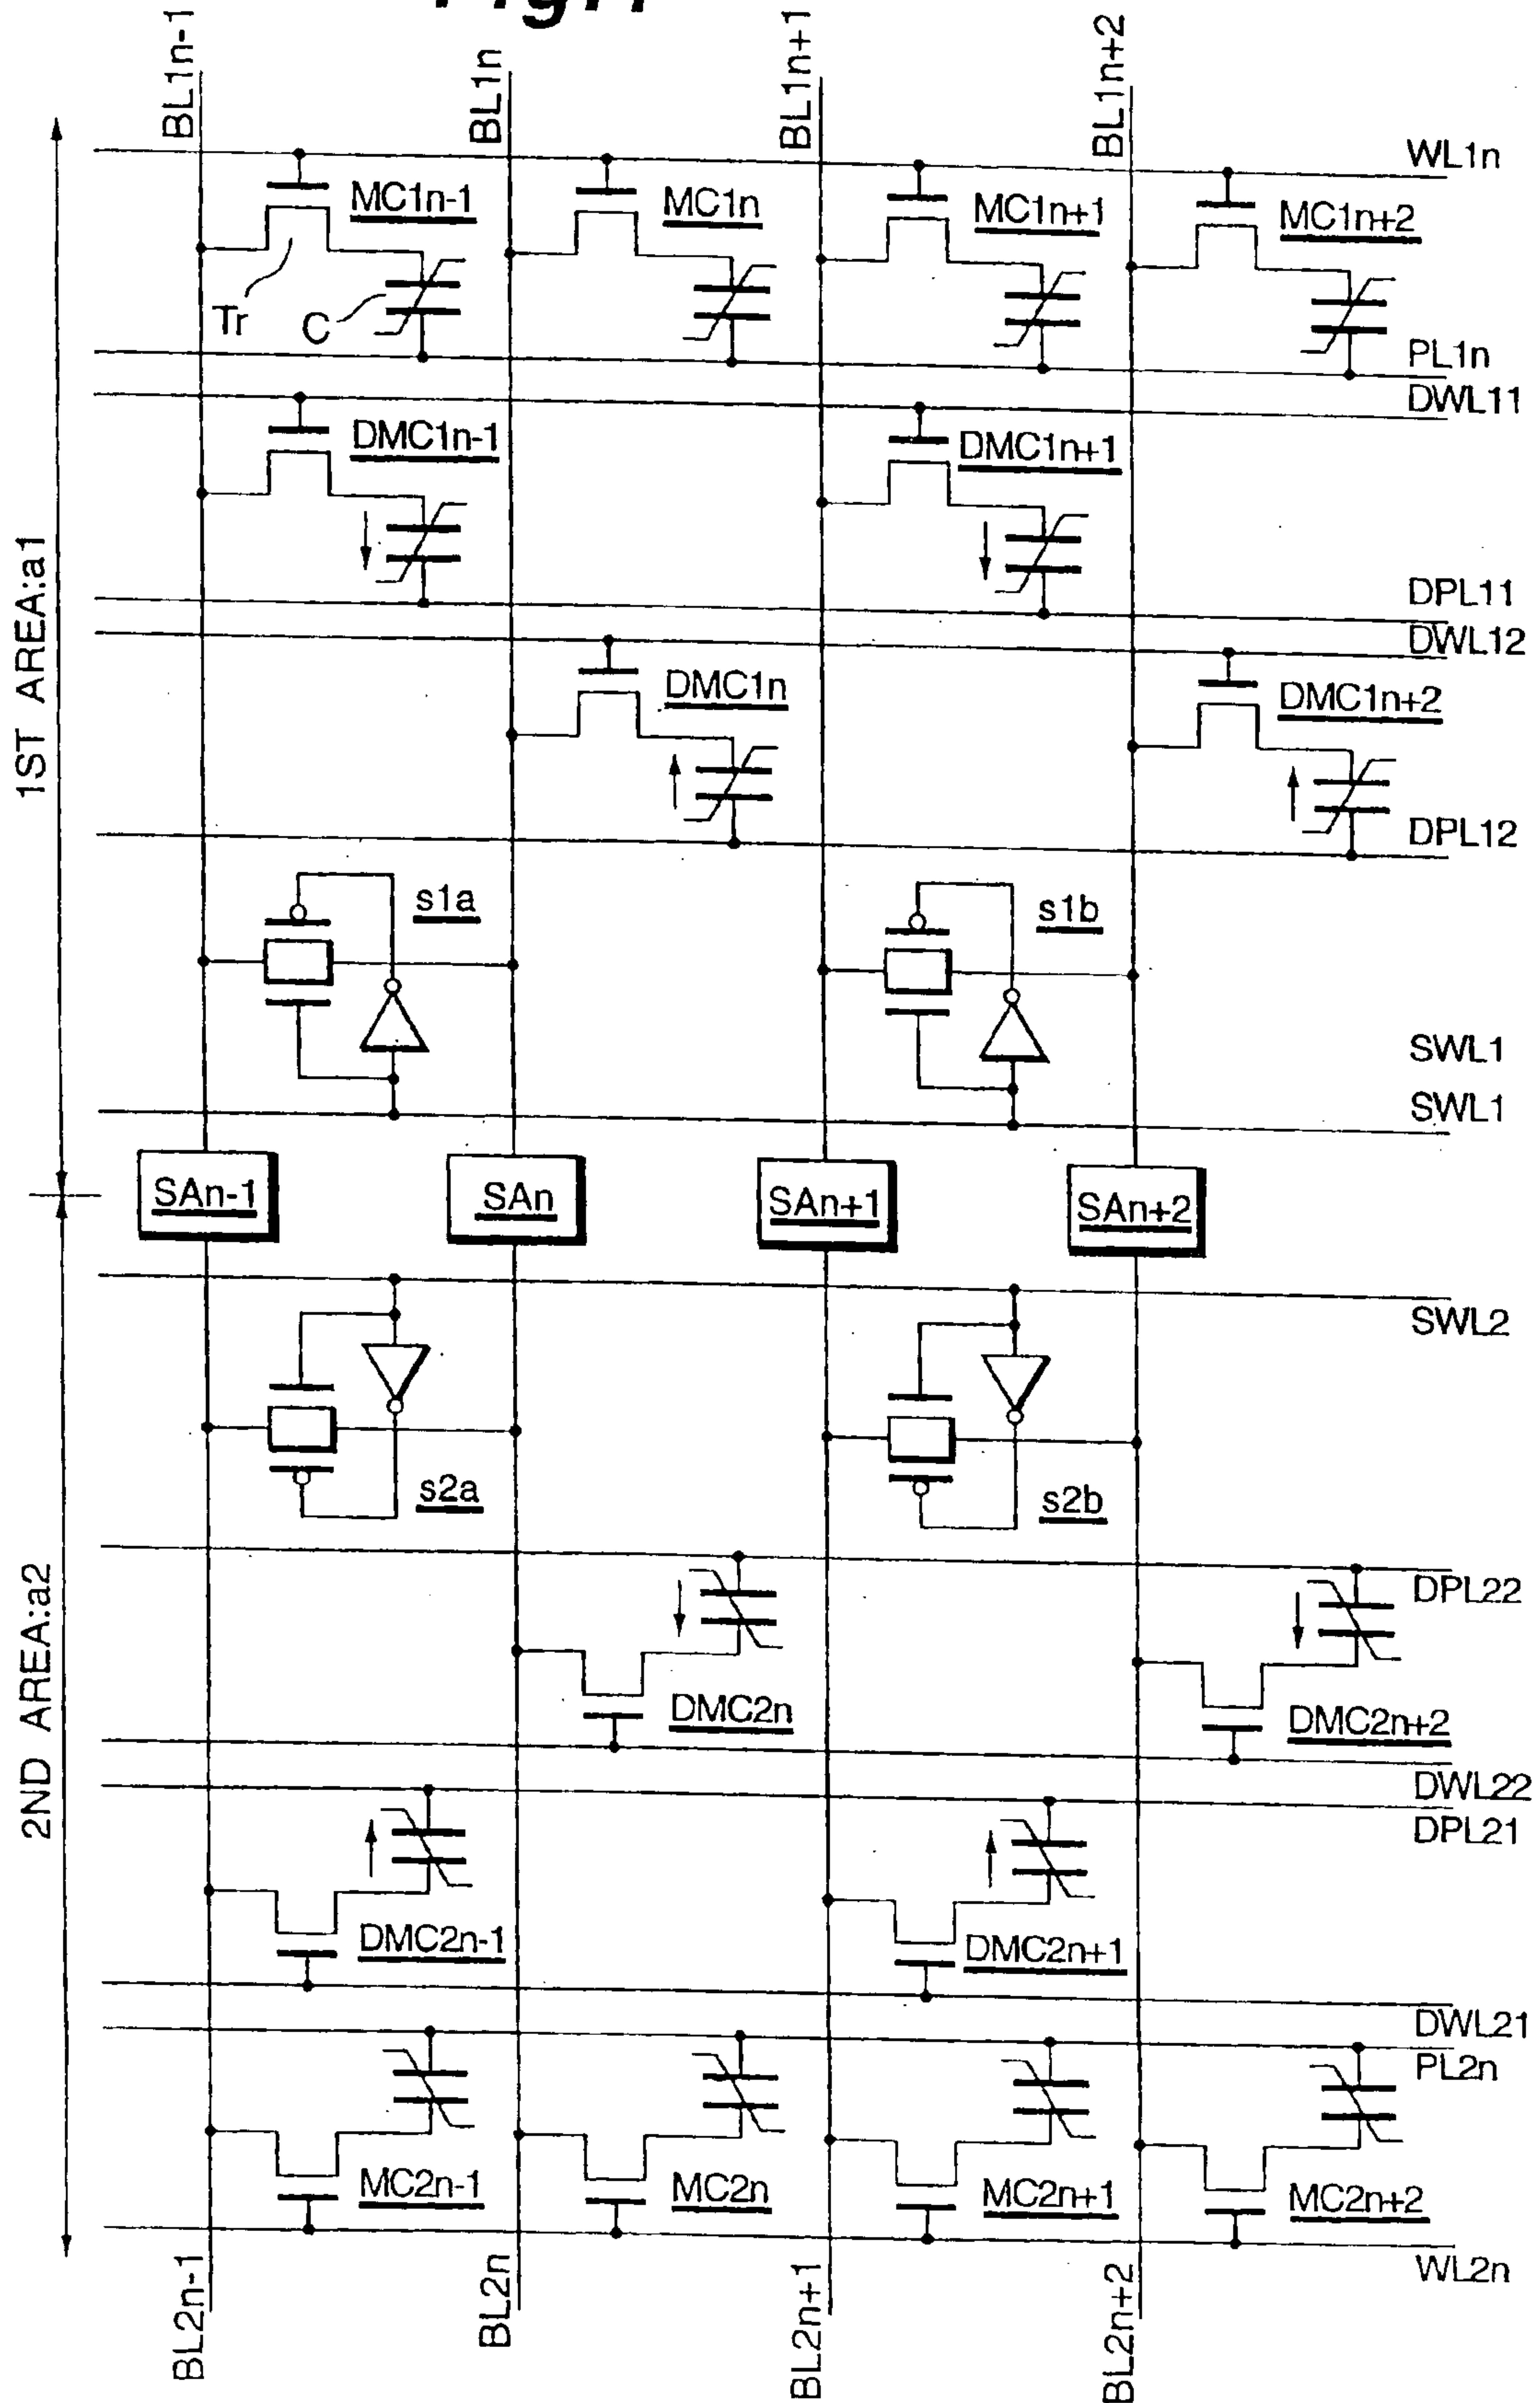 BL1n-1 BL1n BL1n+1 BL1n+2
WL1n
MC1n-1 MC1n MC1n+1 MC1n+2
Tr C
PL1n
DWL11
DMC1n-1 DMC1n+1
1ST AREA:a1
DPL11
DWL12
DMC1n DMC1n+2
DPL12
s1a s1b
SWL1
SWL1
SAn-1 SAn SAn+1 SAn+2
SWL2
s2a s2b
2ND AREA:a2
DPL22
DMC2n DMC2n+2
DWL22
DPL21
DMC2n-1 DMC2n+1
DWL21
PL2n
MC2n-1 MC2n MC2n+1 MC2n+2
WL2n
BL2n-1 BL2n BL2n+1 BL2n+2